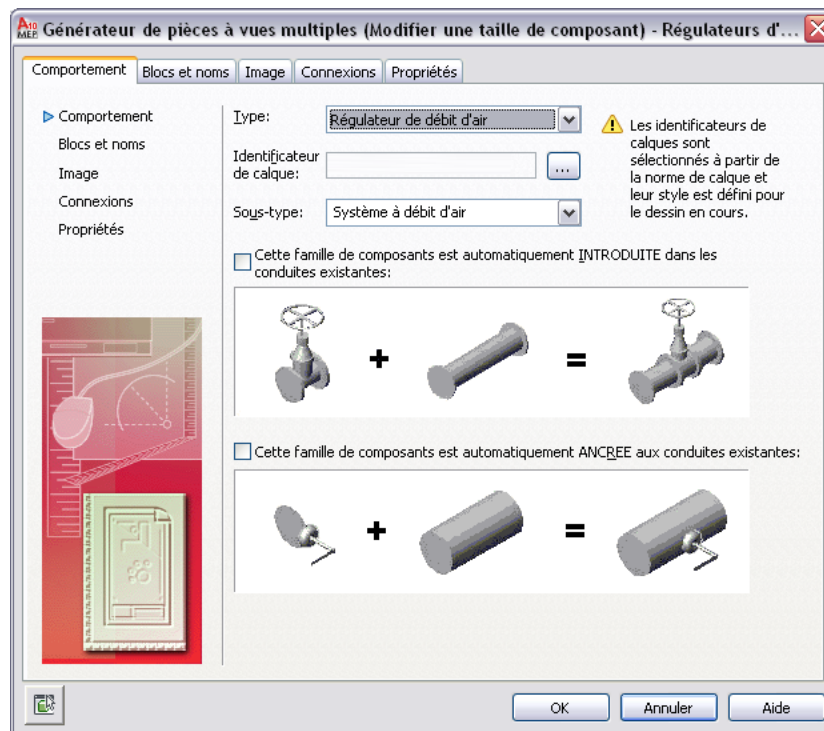 A10
MEP
Générateur de pièces à vues multiples (Modifier une taille de composant) - Régulateurs d'...
Comportement
Blocs et noms
Image
Connexions
Propriétés
Comportement
Blocs et noms
Image
Connexions
Propriétés
Type:
Régulateur de débit d'air
Identificateur
de calque:
...
Sous-type:
Système à débit d'air
Les identificateurs de
calques sont
sélectionnés à partir de
la norme de calque et
leur style est défini pour
le dessin en cours.
Cette famille de composants est automatiquement INTRODUITE dans les
conduites existantes:
+
=
Cette famille de composants est automatiquement ANCREE aux conduites existantes:
+
=
OK
Annuler
Aide